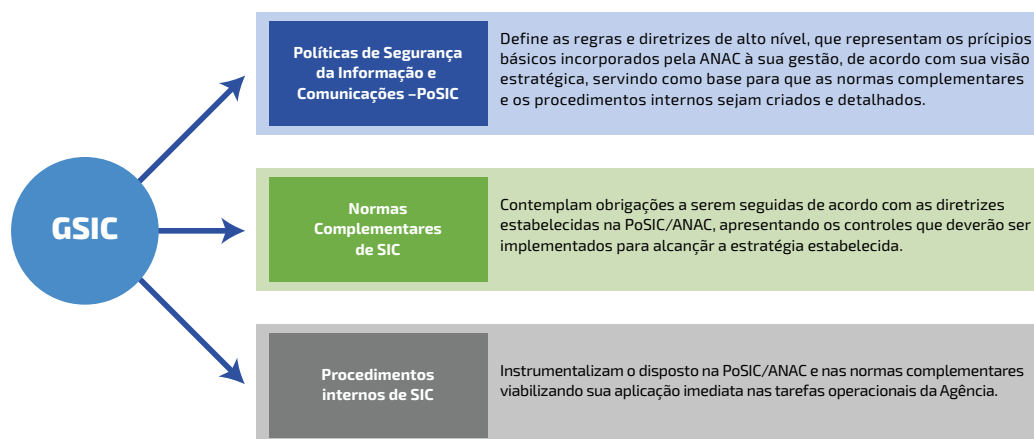 GSIC
Políticas de Segurança
da Informação e
Comunicações –PoSIC
Define as regras e diretrizes de alto nível, que representam os prícipios
básicos incorporados pela ANAC à sua gestão, de acordo com sua visão
estratégica, servindo como base para que as normas complementares
e os procedimentos internos sejam criados e detalhados.
Normas
Complementares
de SIC
Contemplam obrigações a serem seguidas de acordo com as diretrizes
estabelecidas na PoSIC/ANAC, apresentando os controles que deverão ser
implementados para alcançãr a estratégia estabelecida.
Procedimentos
internos de SIC
Instrumentalizam o disposto na PoSIC/ANAC e nas normas complementares
viabilizando sua aplicação imediata nas tarefas operacionais da Agência.